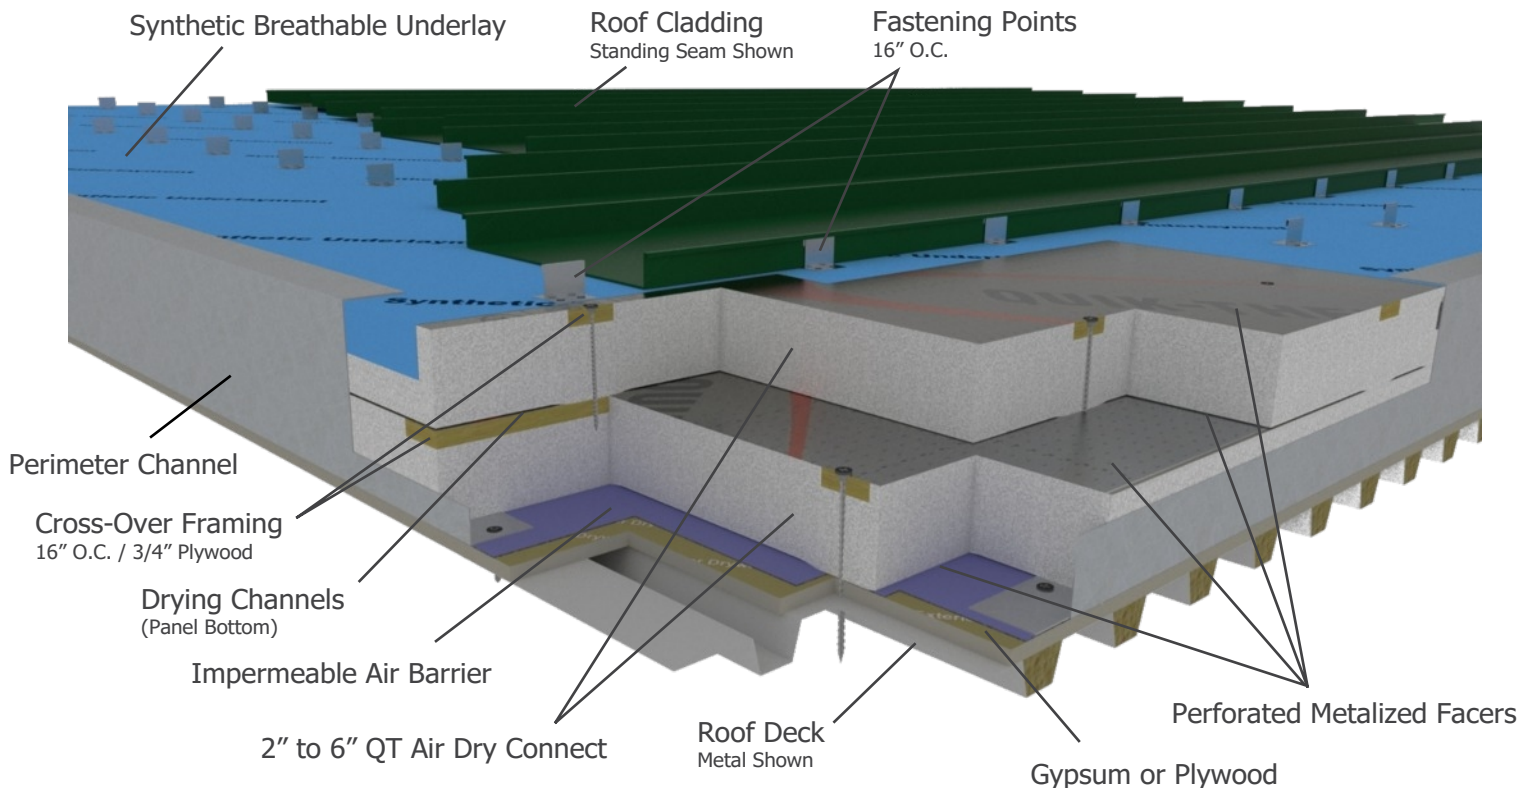 Synthetic Breathable Underlay
Roof Cladding
Standing Seam Shown
Fastening Points
16” O.C.
Synthetic
Perimeter Channel
Cross-Over Framing
16” O.C. / 3/4” Plywood
Drying Channels
(Panel Bottom)
Impermeable Air Barrier
2” to 6” QT Air Dry Connect
Roof Deck
Metal Shown
Perforated Metalized Facers
Gypsum or Plywood